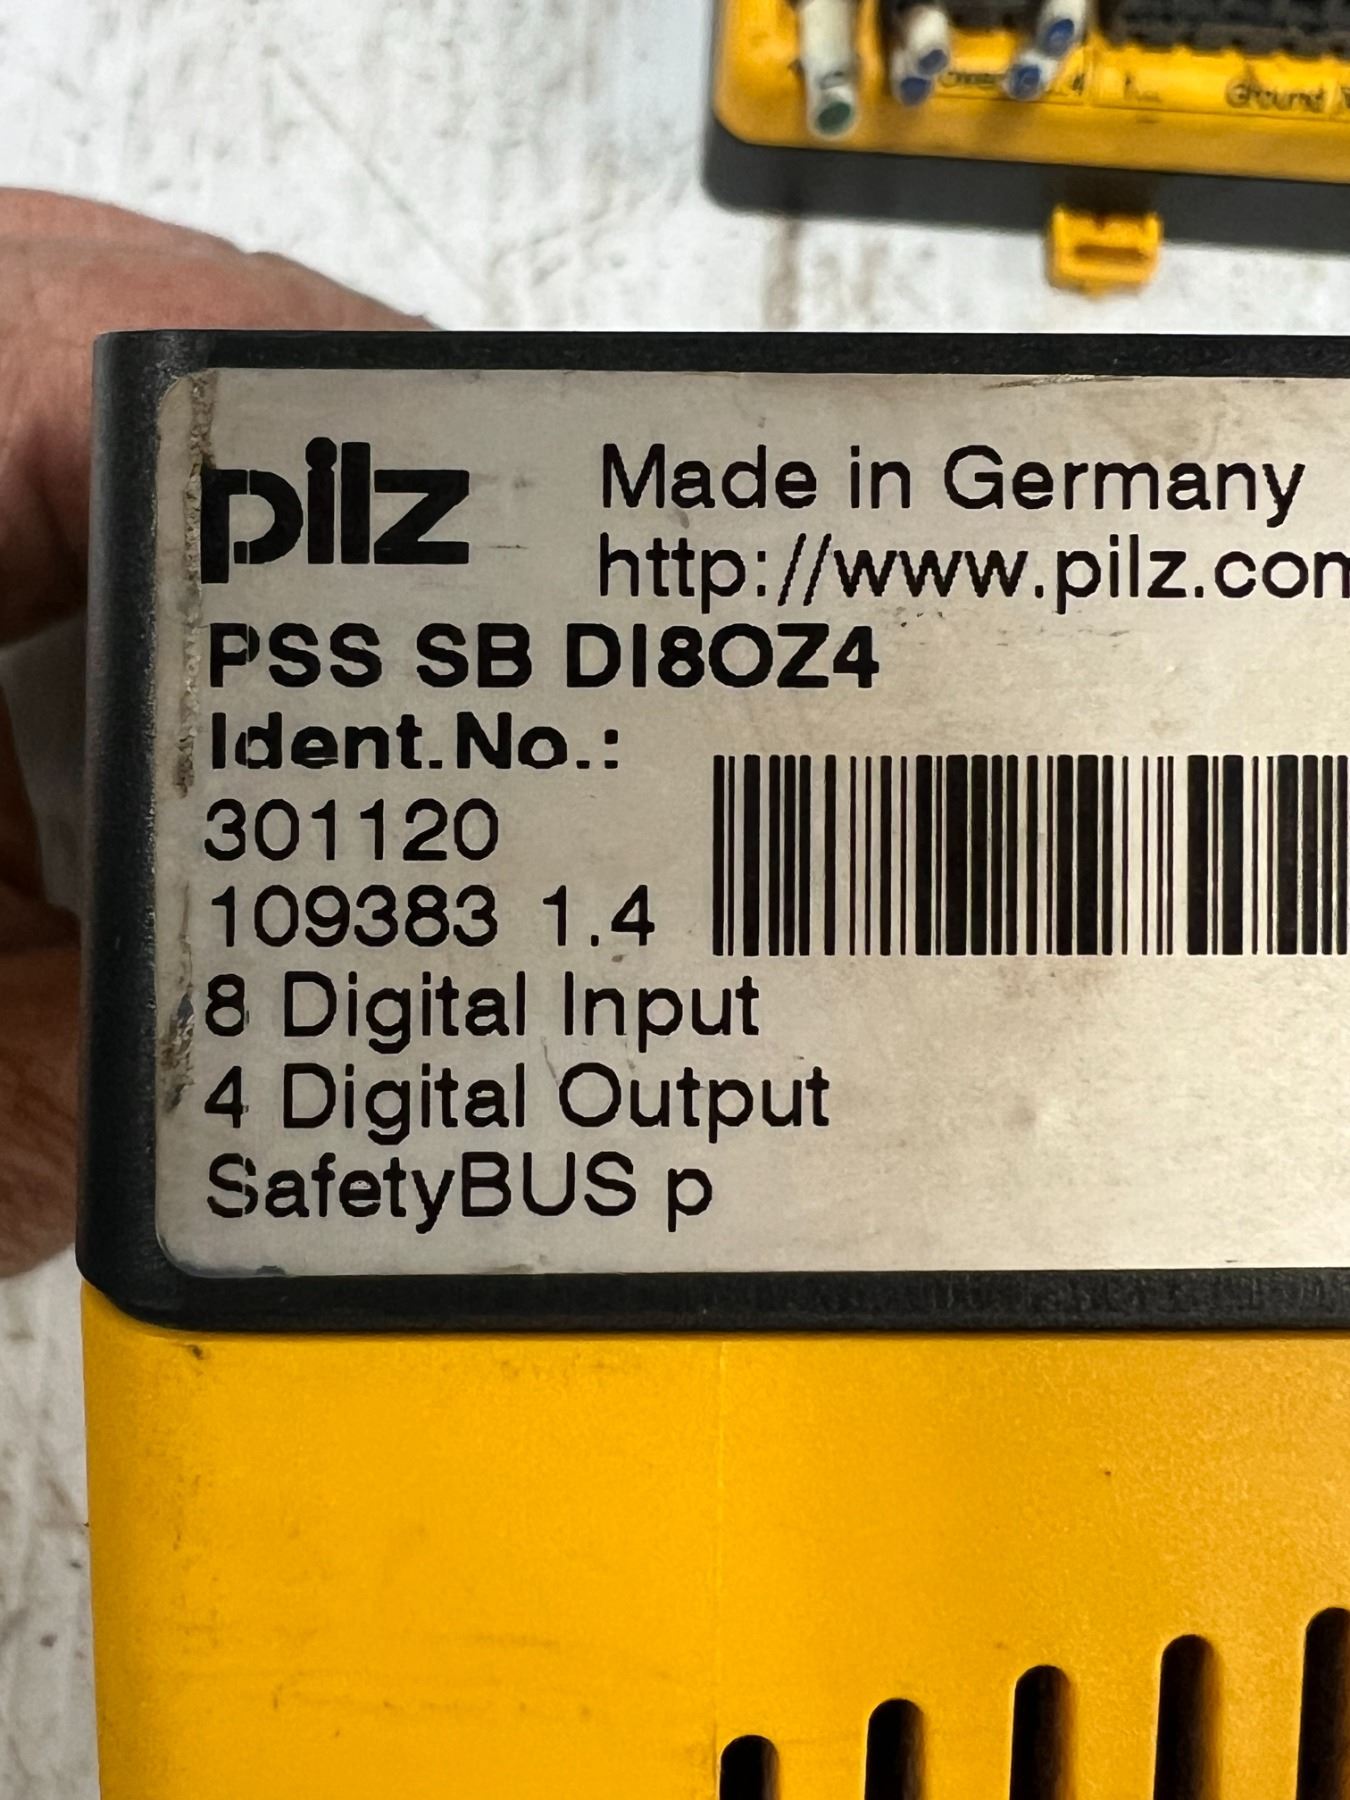 Ground
pilz
Made in Germany
http://www.pilz.com
PSS SB DI8OZ4
Ident.No.:
301120
109383 1.4
8 Digital Input
4 Digital Output
SafetyBUS p